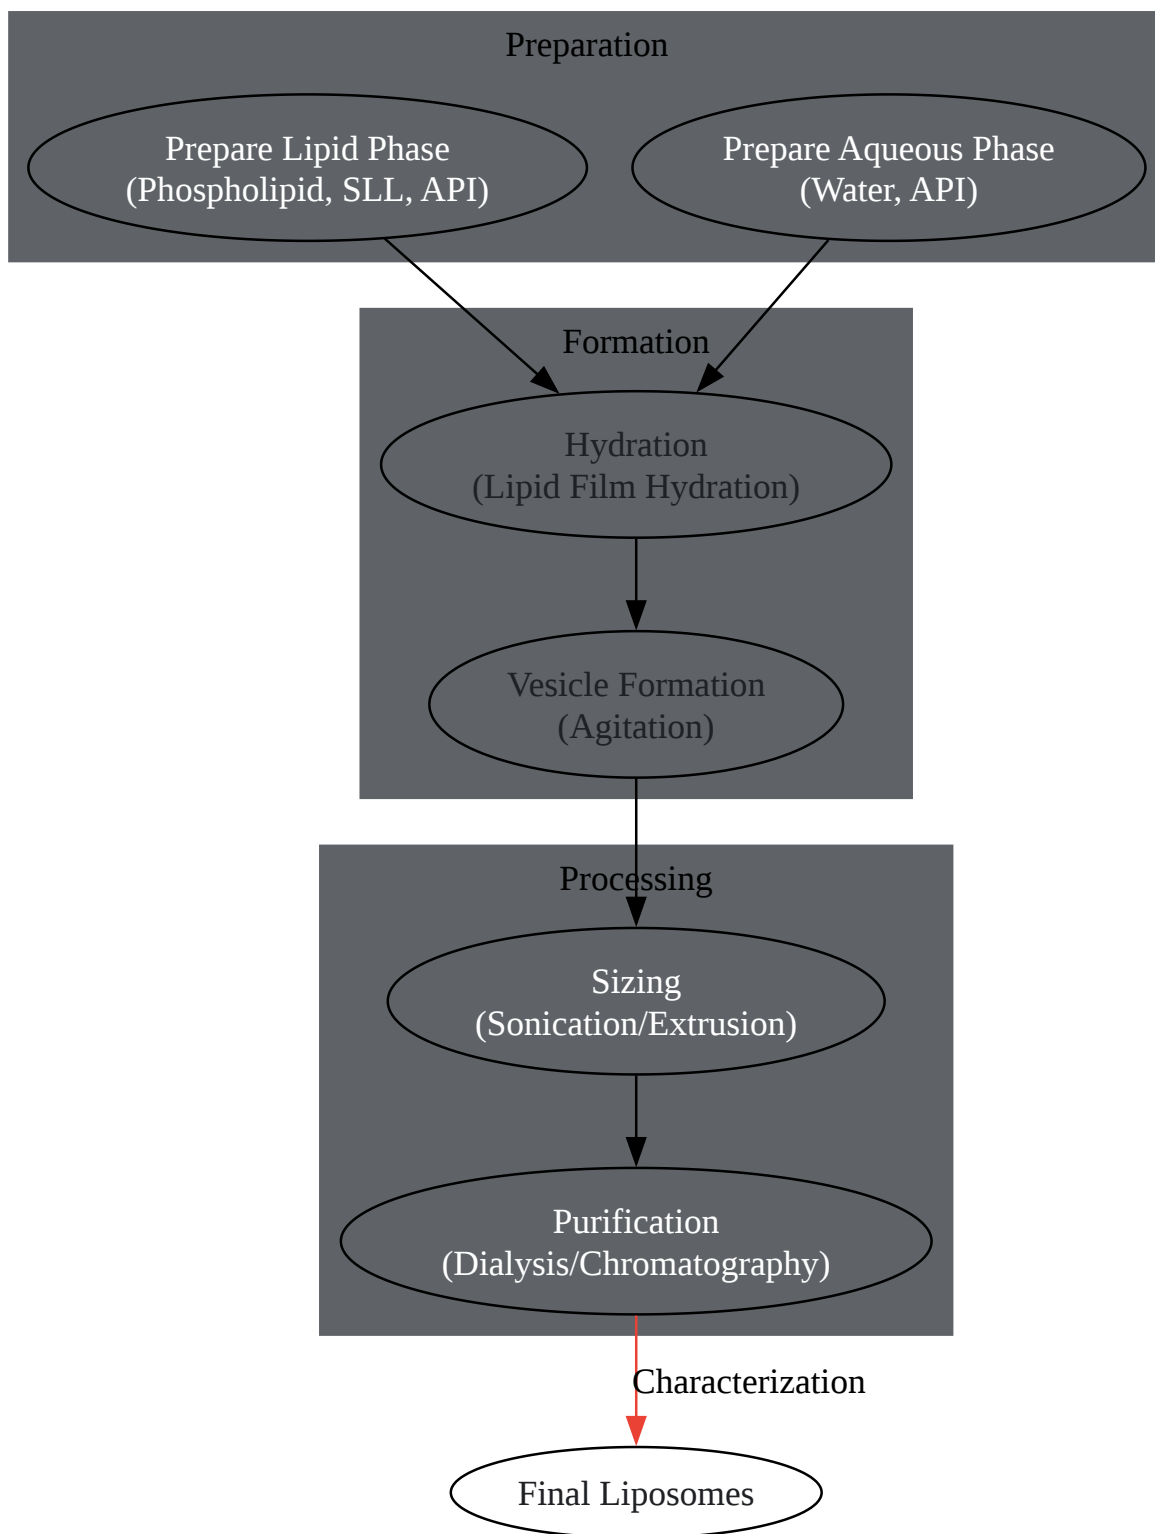 Preparation
Prepare Lipid Phase
(Phospholipid, SLL, API)
Prepare Aqueous Phase
(Water, API)
Formation
Hydration
(Lipid Film Hydration)
Vesicle Formation
(Agitation)
Processing
Sizing
(Sonication/Extrusion)
Purification
(Dialysis/Chromatography)
Characterization
Final Liposomes